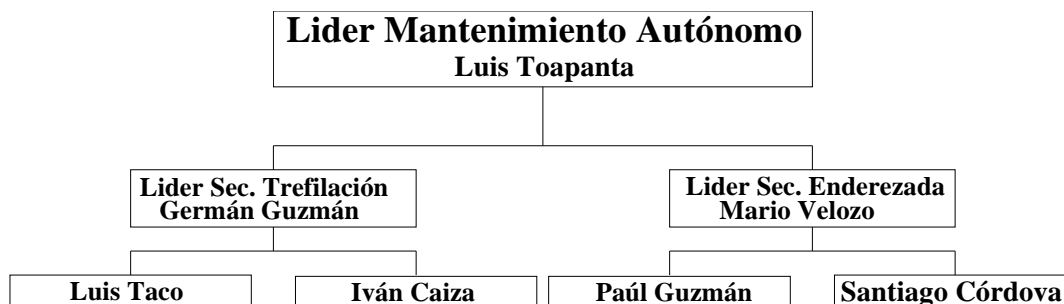 Lider Mantenimiento Autónomo
Luis Toapanta
Lider Sec. Trefilación
Germán Guzmán
Lider Sec. Enderezada
Mario Velozo
Luis Taco
Iván Caiza
Paúl Guzmán
Santiago Córdova